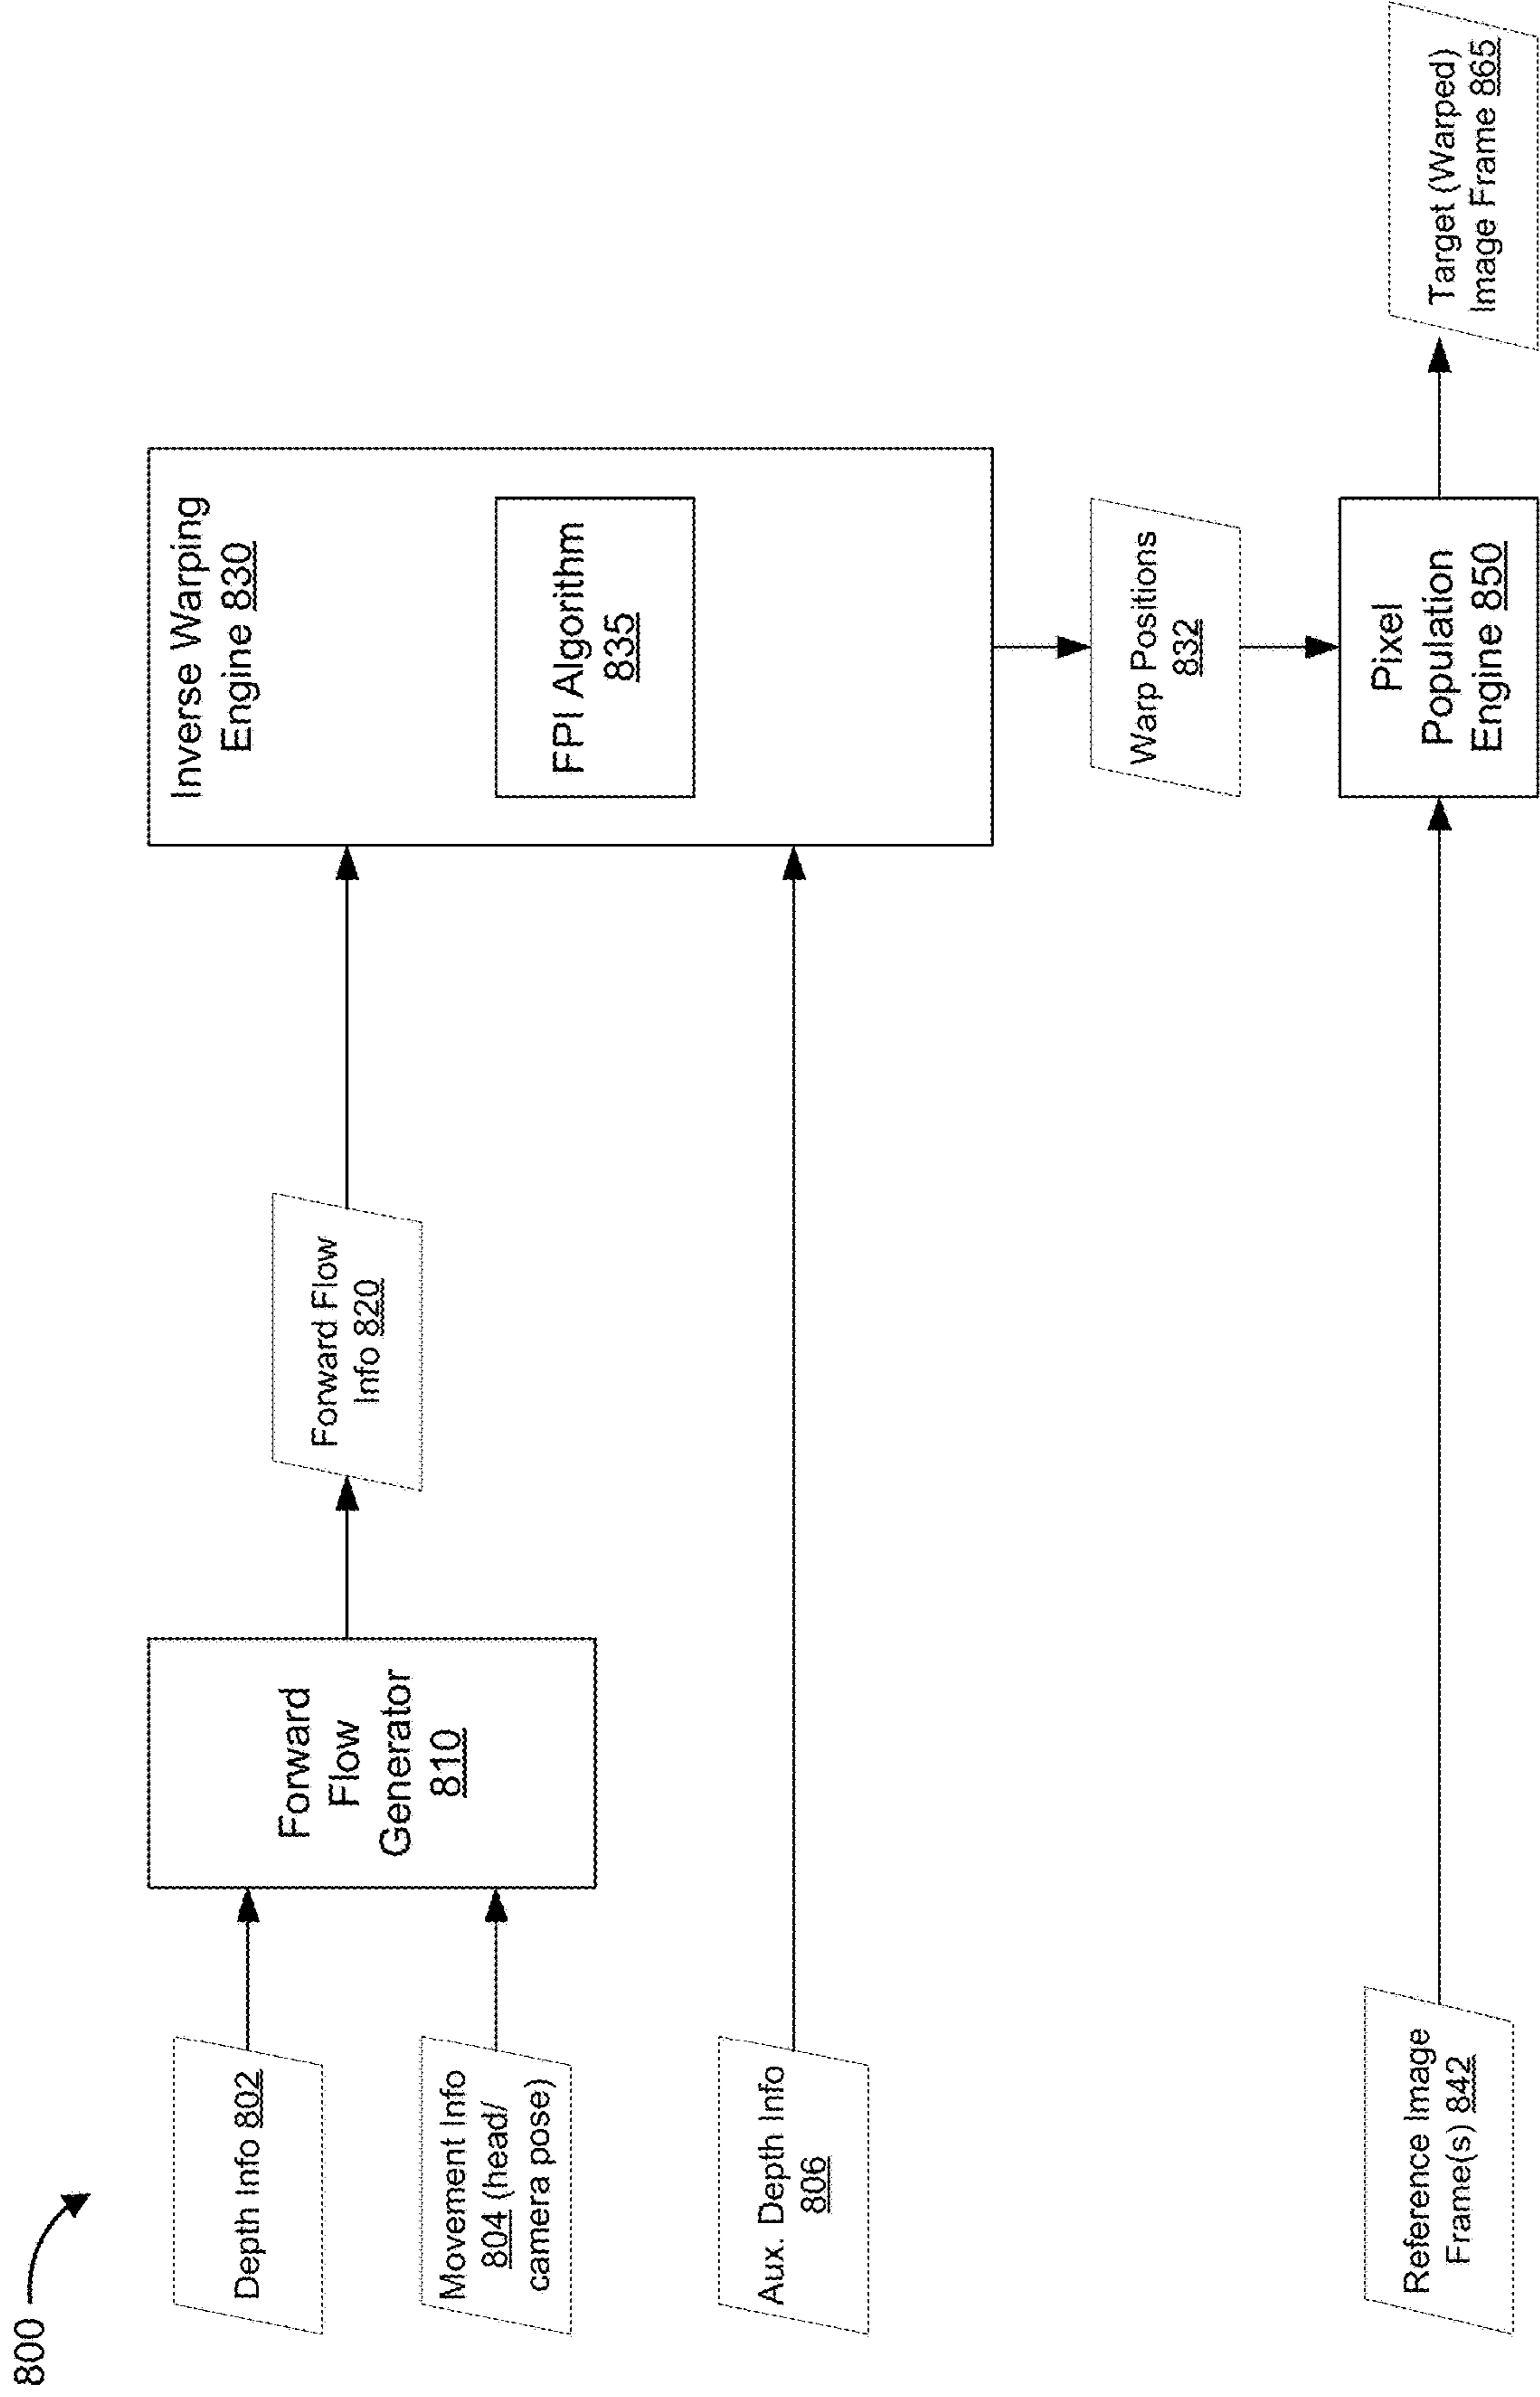 800
Depth Info 802
Movement Info
804 (head/
camera pose)
Aux. Depth Info
806
Reference Image
Frame(s) 842
Forward
Flow
Generator
810
Forward Flow
Info 820
Inverse Warping
Engine 830
FPI Algorithm
835
Warp Positions
832
Pixel
Population
Engine 850
Target (Warped)
Image Frame 865